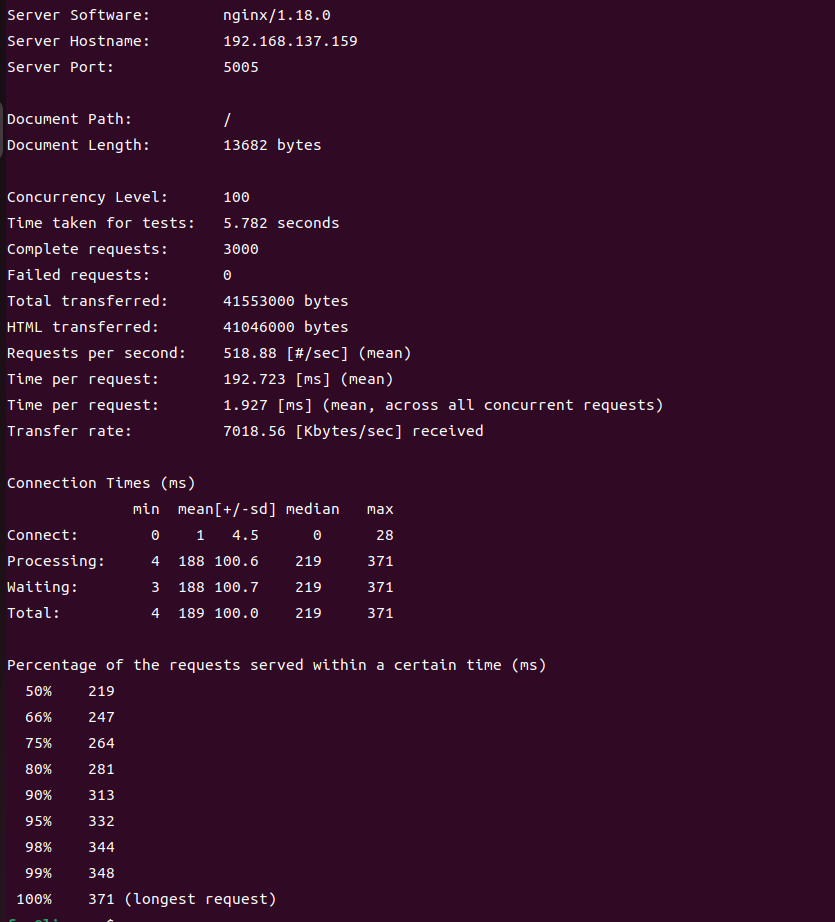 Server Software:        nginx/1.18.0
Server Hostname:        192.168.137.159
Server Port:            5005
Document Path:          /
Document Length:        13682 bytes
Concurrency Level:      100
Time taken for tests:   5.782 seconds
Complete requests:      3000
Failed requests:        0
Total transferred:      41553000 bytes
HTML transferred:       41046000 bytes
Requests per second:    518.88 [#/sec] (mean)
Time per request:       192.723 [ms] (mean)
Time per request:       1.927 [ms] (mean, across all concurrent requests)
Transfer rate:          7018.56 [Kbytes/sec] received
Connection Times (ms)
              min  mean[+/-sd] median   max
Connect:        0    1   4.5      0      28
Processing:     4  188 100.6    219     371
Waiting:        3  188 100.7    219     371
Total:          4  189 100.0    219     371
Percentage of the requests served within a certain time (ms)
  50%    219
  66%    247
  75%    264
  80%    281
  90%    313
  95%    332
  98%    344
  99%    348
 100%    371 (longest request)